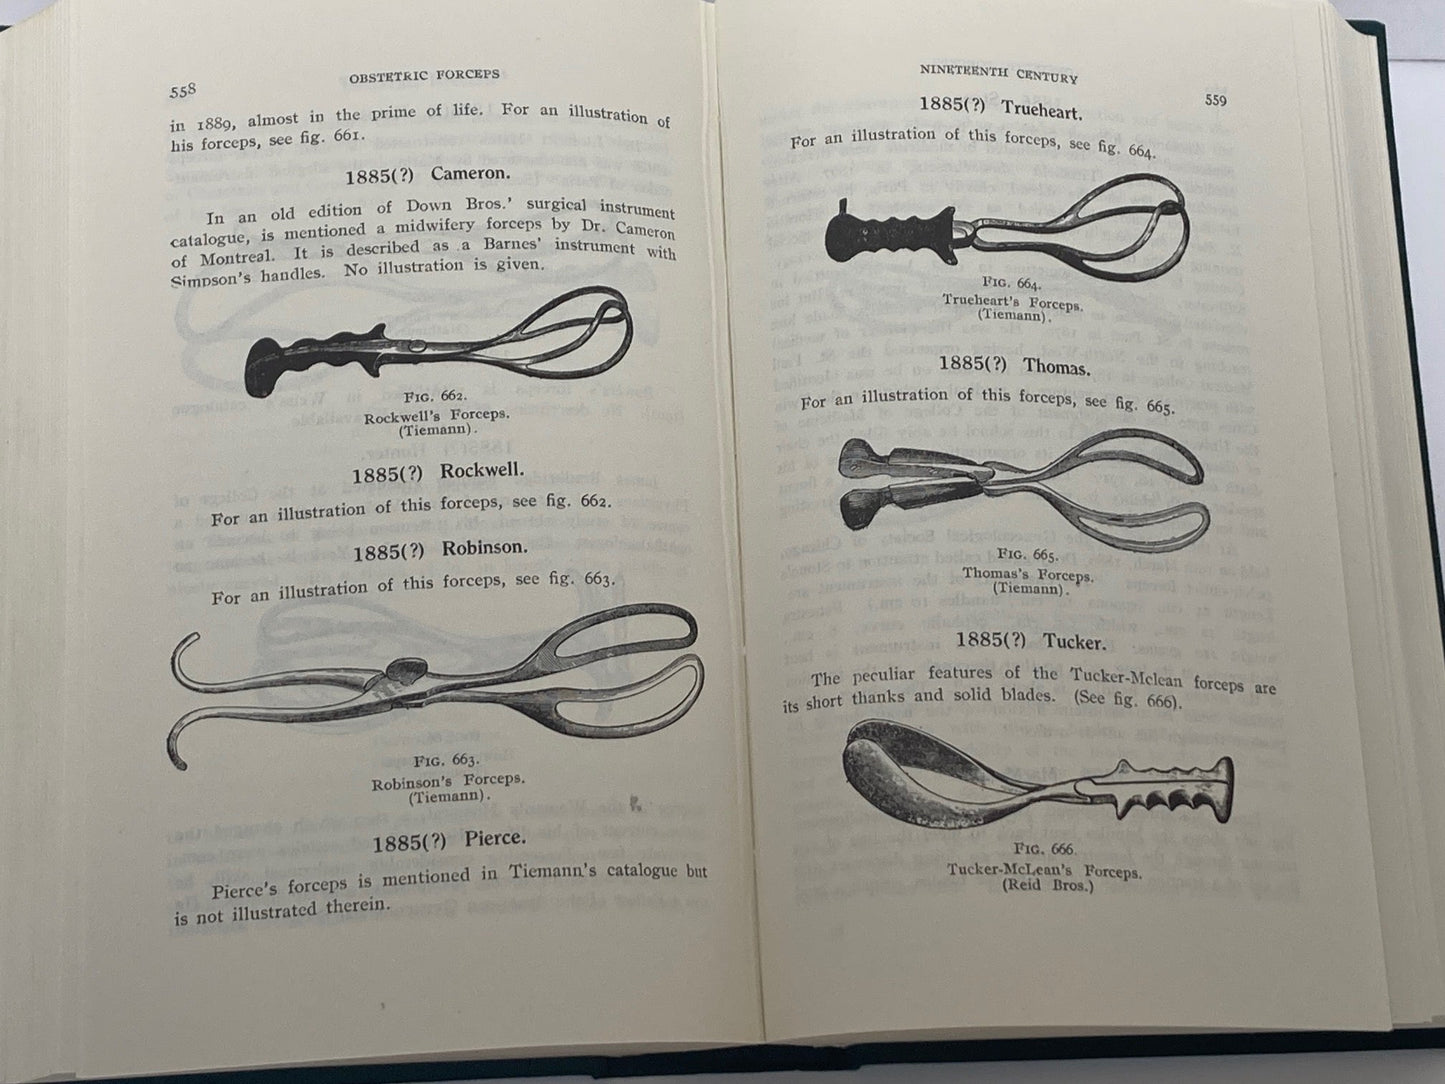 558
OBSTETRIC FORCEPS
in 1889, almost in the prime of life. For an illustration of
his forceps, see fig. 661.
1885(?) Cameron.
In an old edition of Down Bros.' surgical instrument
catalogue, is mentioned a midwifery forceps by Dr. Cameron
of Montreal. It is described as a Barnes' instrument with
Simpson's handles. No illustration is given.
FIG. 662.
Rockwell's Forceps.
(Tiemann).
1885(?) Rockwell.
For an illustration of this forceps, see fig. 662.
1885(?) Robinson.
For an illustration of this forceps, see fig. 663.
FIG. 663.
Robinson's Forceps.
(Tiemann).
1885(?) Pierce.
Pierce's forceps is mentioned in Tiemann's catalogue but
is not illustrated therein.
NINETEENTH CENTURY
559
1885(?) Trueheart.
For an illustration of this forceps, see fig. 664.
FIG. 664.
Trueheart's Forceps.
(Tiemann).
1885(?) Thomas.
For an illustration of this forceps, see fig. 665.
FIG. 665.
Thomas's Forceps.
(Tiemann).
1885(?) Tucker.
The peculiar features of the Tucker-Mclean forceps are
its short thanks and solid blades. (See fig. 666).
FIG. 666.
Tucker-McLean's Forceps.
(Reid Bros.)